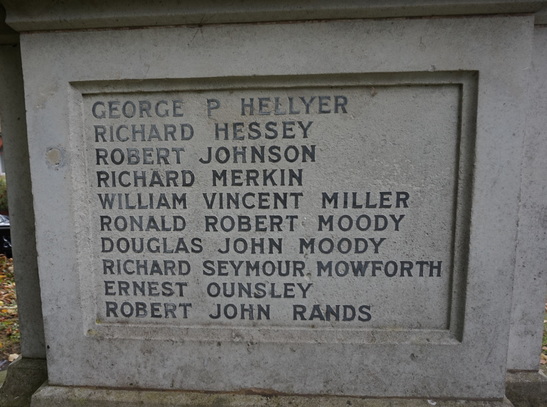 GEORGE P HELLYER
RICHARD HESSEY
ROBERT JOHNSON
RICHARD MERKIN
WILLIAM VINCENT MILLER
RONALD ROBERT MOODY
DOUGLAS JOHN MOODY
RICHARD SEYMOUR MOWFORTH
ERNEST OUNSLEY
ROBERT JOHN RANDS